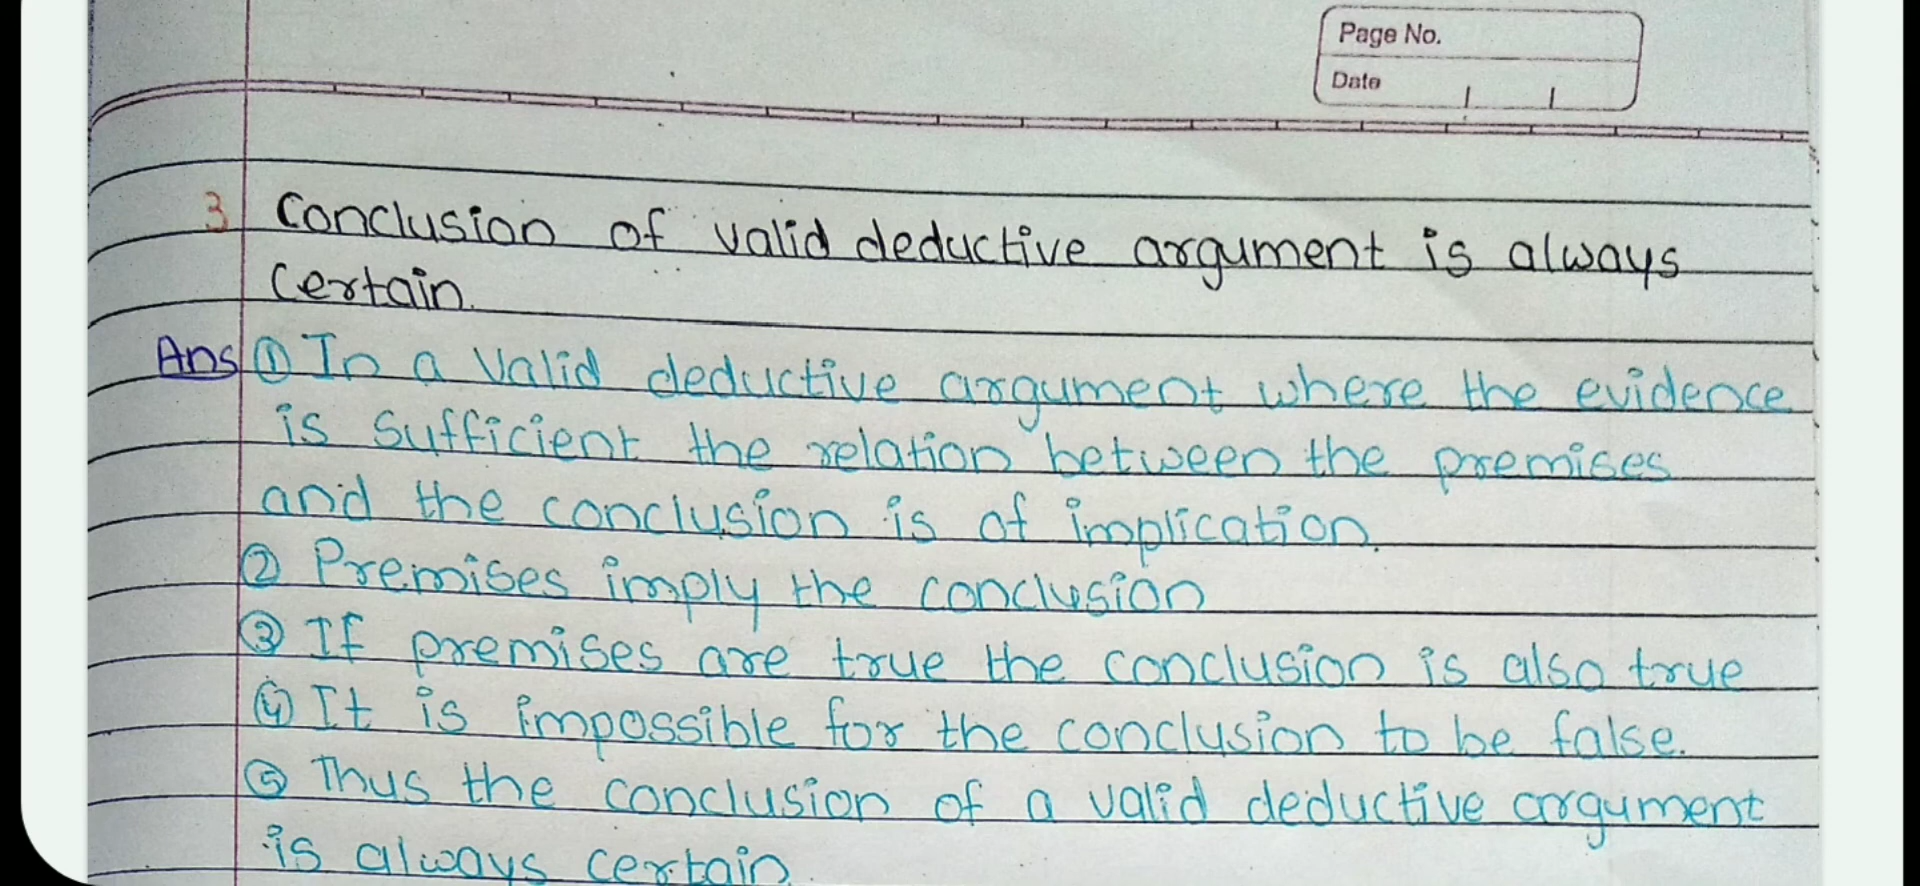 Page No.
Date
3 Conclusion of valid deductive argument is always
certain.
Ans ① In a valid deductive argument where the evidence
is sufficient the relation between the premises
and the conclusion is of implication.
② Premises imply the conclusion
③ If premises are true the conclusion is also true
④ It is impossible for the conclusion to be false.
⑤ Thus the conclusion of a valid deductive argument
is always certain.